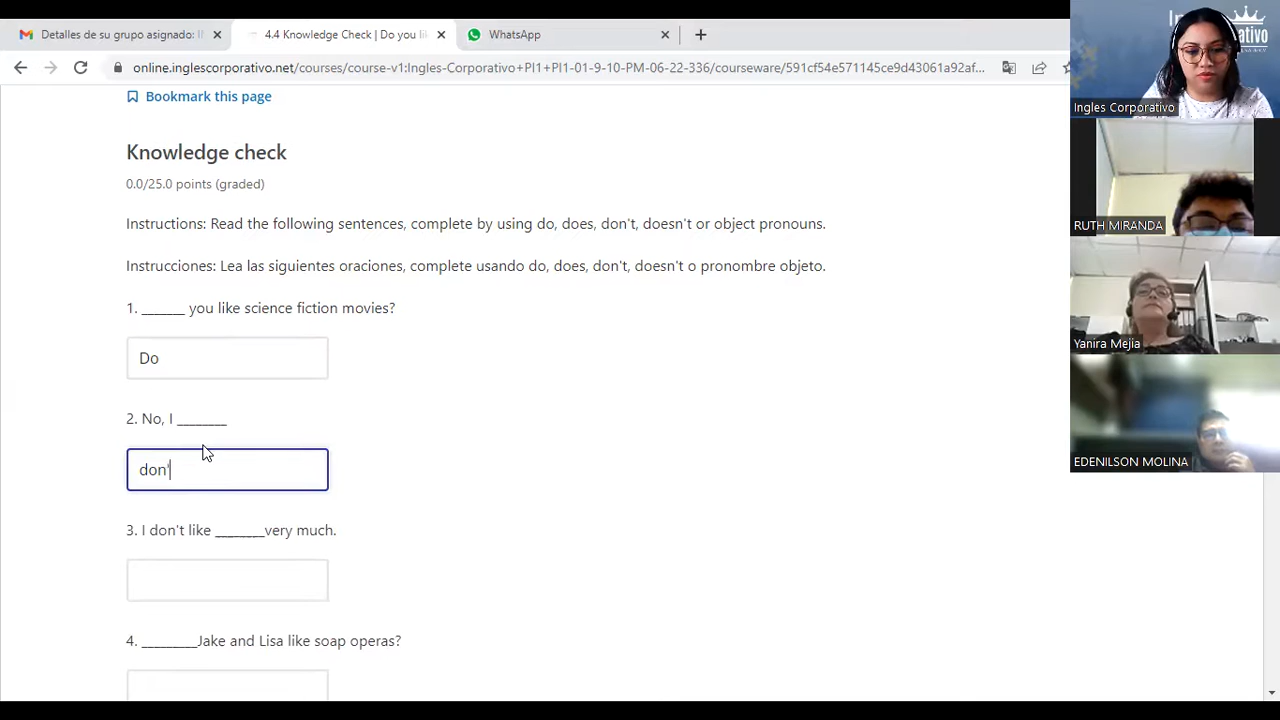 Detalles de su grupo asignado: I
4.4 Knowledge Check | Do you li
WhatsApp
online.inglescorporativo.net/courses/course-v1:Ingles-Corporativo+PI1+PI1-01-9-10-PM-06-22-336/courseware/591cf54e571145ce9d43061a92af...
Bookmark this page
Knowledge check
0.0/25.0 points (graded)
Instructions: Read the following sentences, complete by using do, does, don't, doesn't or object pronouns.
Instrucciones: Lea las siguientes oraciones, complete usando do, does, don't, doesn't o pronombre objeto.
1. _______ you like science fiction movies?
Do
2. No, I ________
don'
3. I don't like ________very much.
4. _________Jake and Lisa like soap operas?
Ingles Corporativo
RUTH MIRANDA
Yanira Mejia
EDENILSON MOLINA